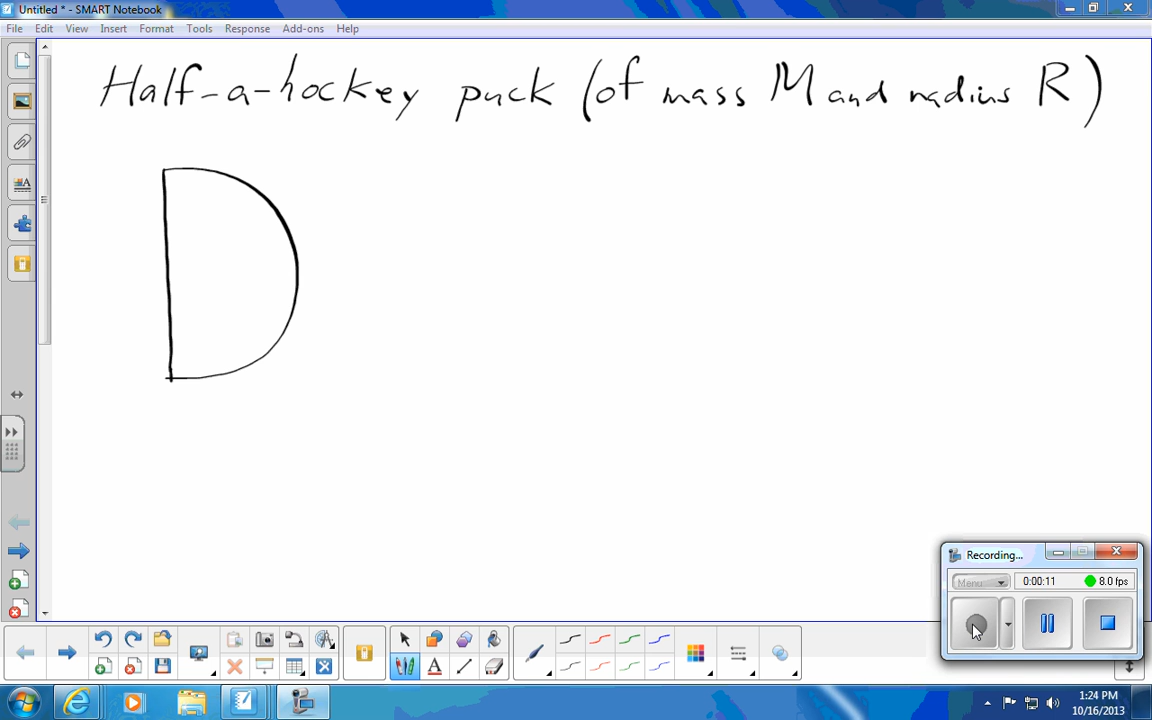 Untitled * - SMART Notebook
File Edit View Insert Format Tools Response Add-ons Help
Half-a-hockey puck (of mass M and radius R)
Recording...
Menu 0:00:11 8.0 fps
A
1:24 PM
10/16/2013